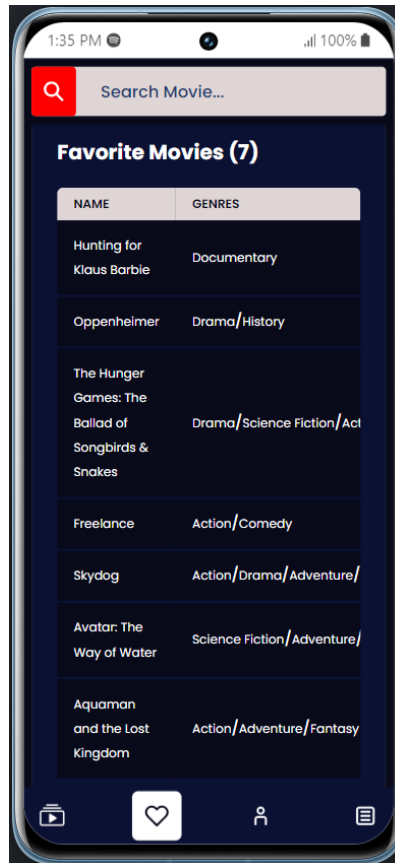 1:35 PM 100%
Search Movie...
Favorite Movies (7)
NAME GENRES
Hunting for
Klaus Barbie
Documentary
Oppenheimer Drama/History
The Hunger
Games: The
Ballad of
Songbirds &
Snakes
Drama/Science Fiction/Act
Freelance Action/Comedy
Skydog Action/Drama/Adventure/
Avatar: The
Way of Water
Science Fiction/Adventure/
Aquaman
and the Lost
Kingdom
Action/Adventure/Fantasy